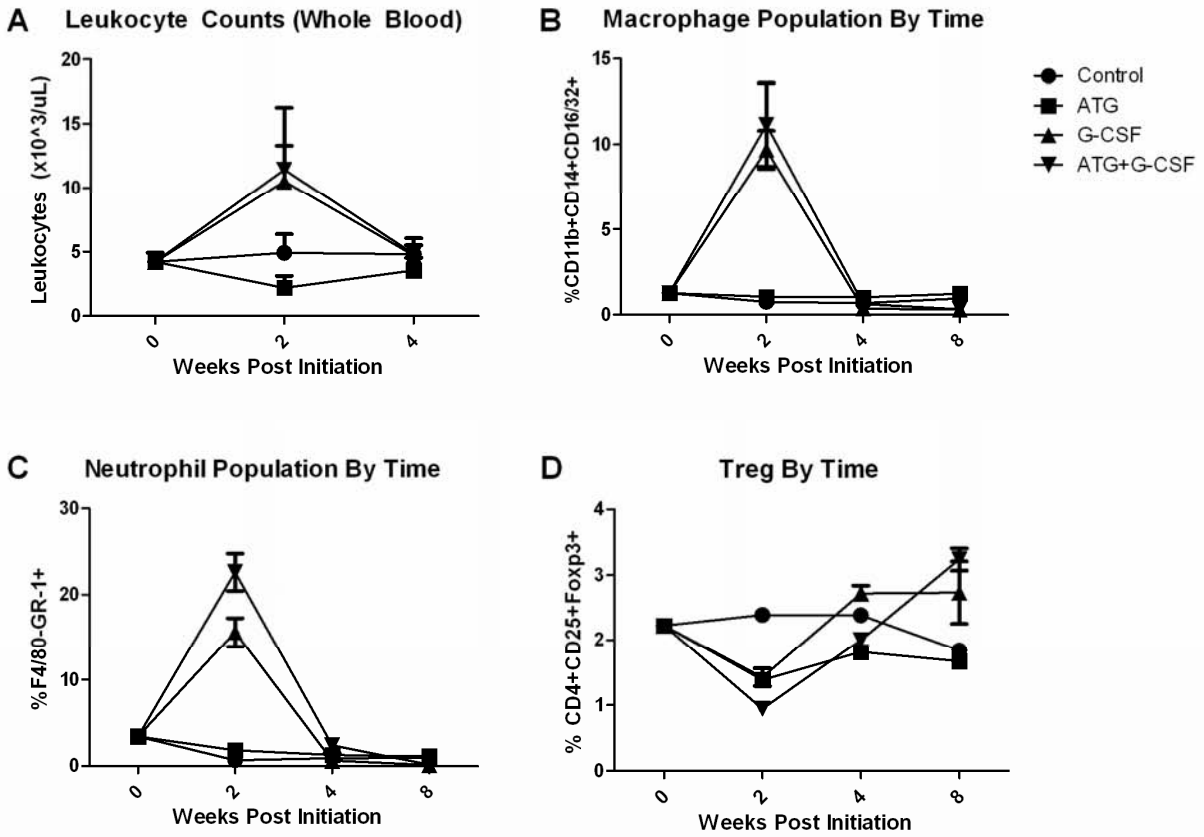 A Leukocyte Counts (Whole Blood)
Leukocytes (x10^3/uL)
20
15
10
5
0
0 2 4
Weeks Post Initiation
B Macrophage Population By Time
%CD11b+CD14+CD16/32+
15
10
5
0
0 2 4 8
Weeks Post Initiation
Control
ATG
G-CSF
ATG+G-CSF
C Neutrophil Population By Time
%F4/80-GR-1+
30
20
10
0
0 2 4 8
Weeks Post Initiation
D Treg By Time
% CD4+CD25+Foxp3+
4
3
2
1
0
0 2 4 8
Weeks Post Initiation